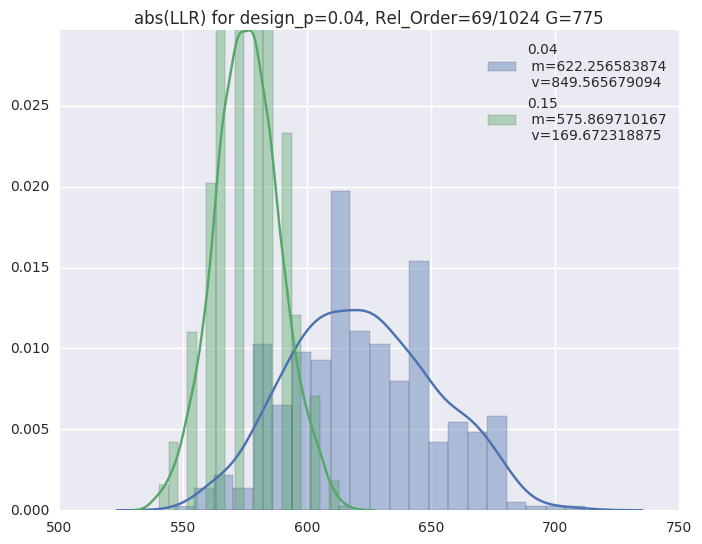 abs(LLR) for design_p=0.04, Rel_Order=69/1024 G=775
0.04
m=622.256583874
v=849.565679094
0.15
m=575.869710167
v=169.672318875
0.025
0.020
0.015
0.010
0.005
0.000
500 550 600 650 700 750